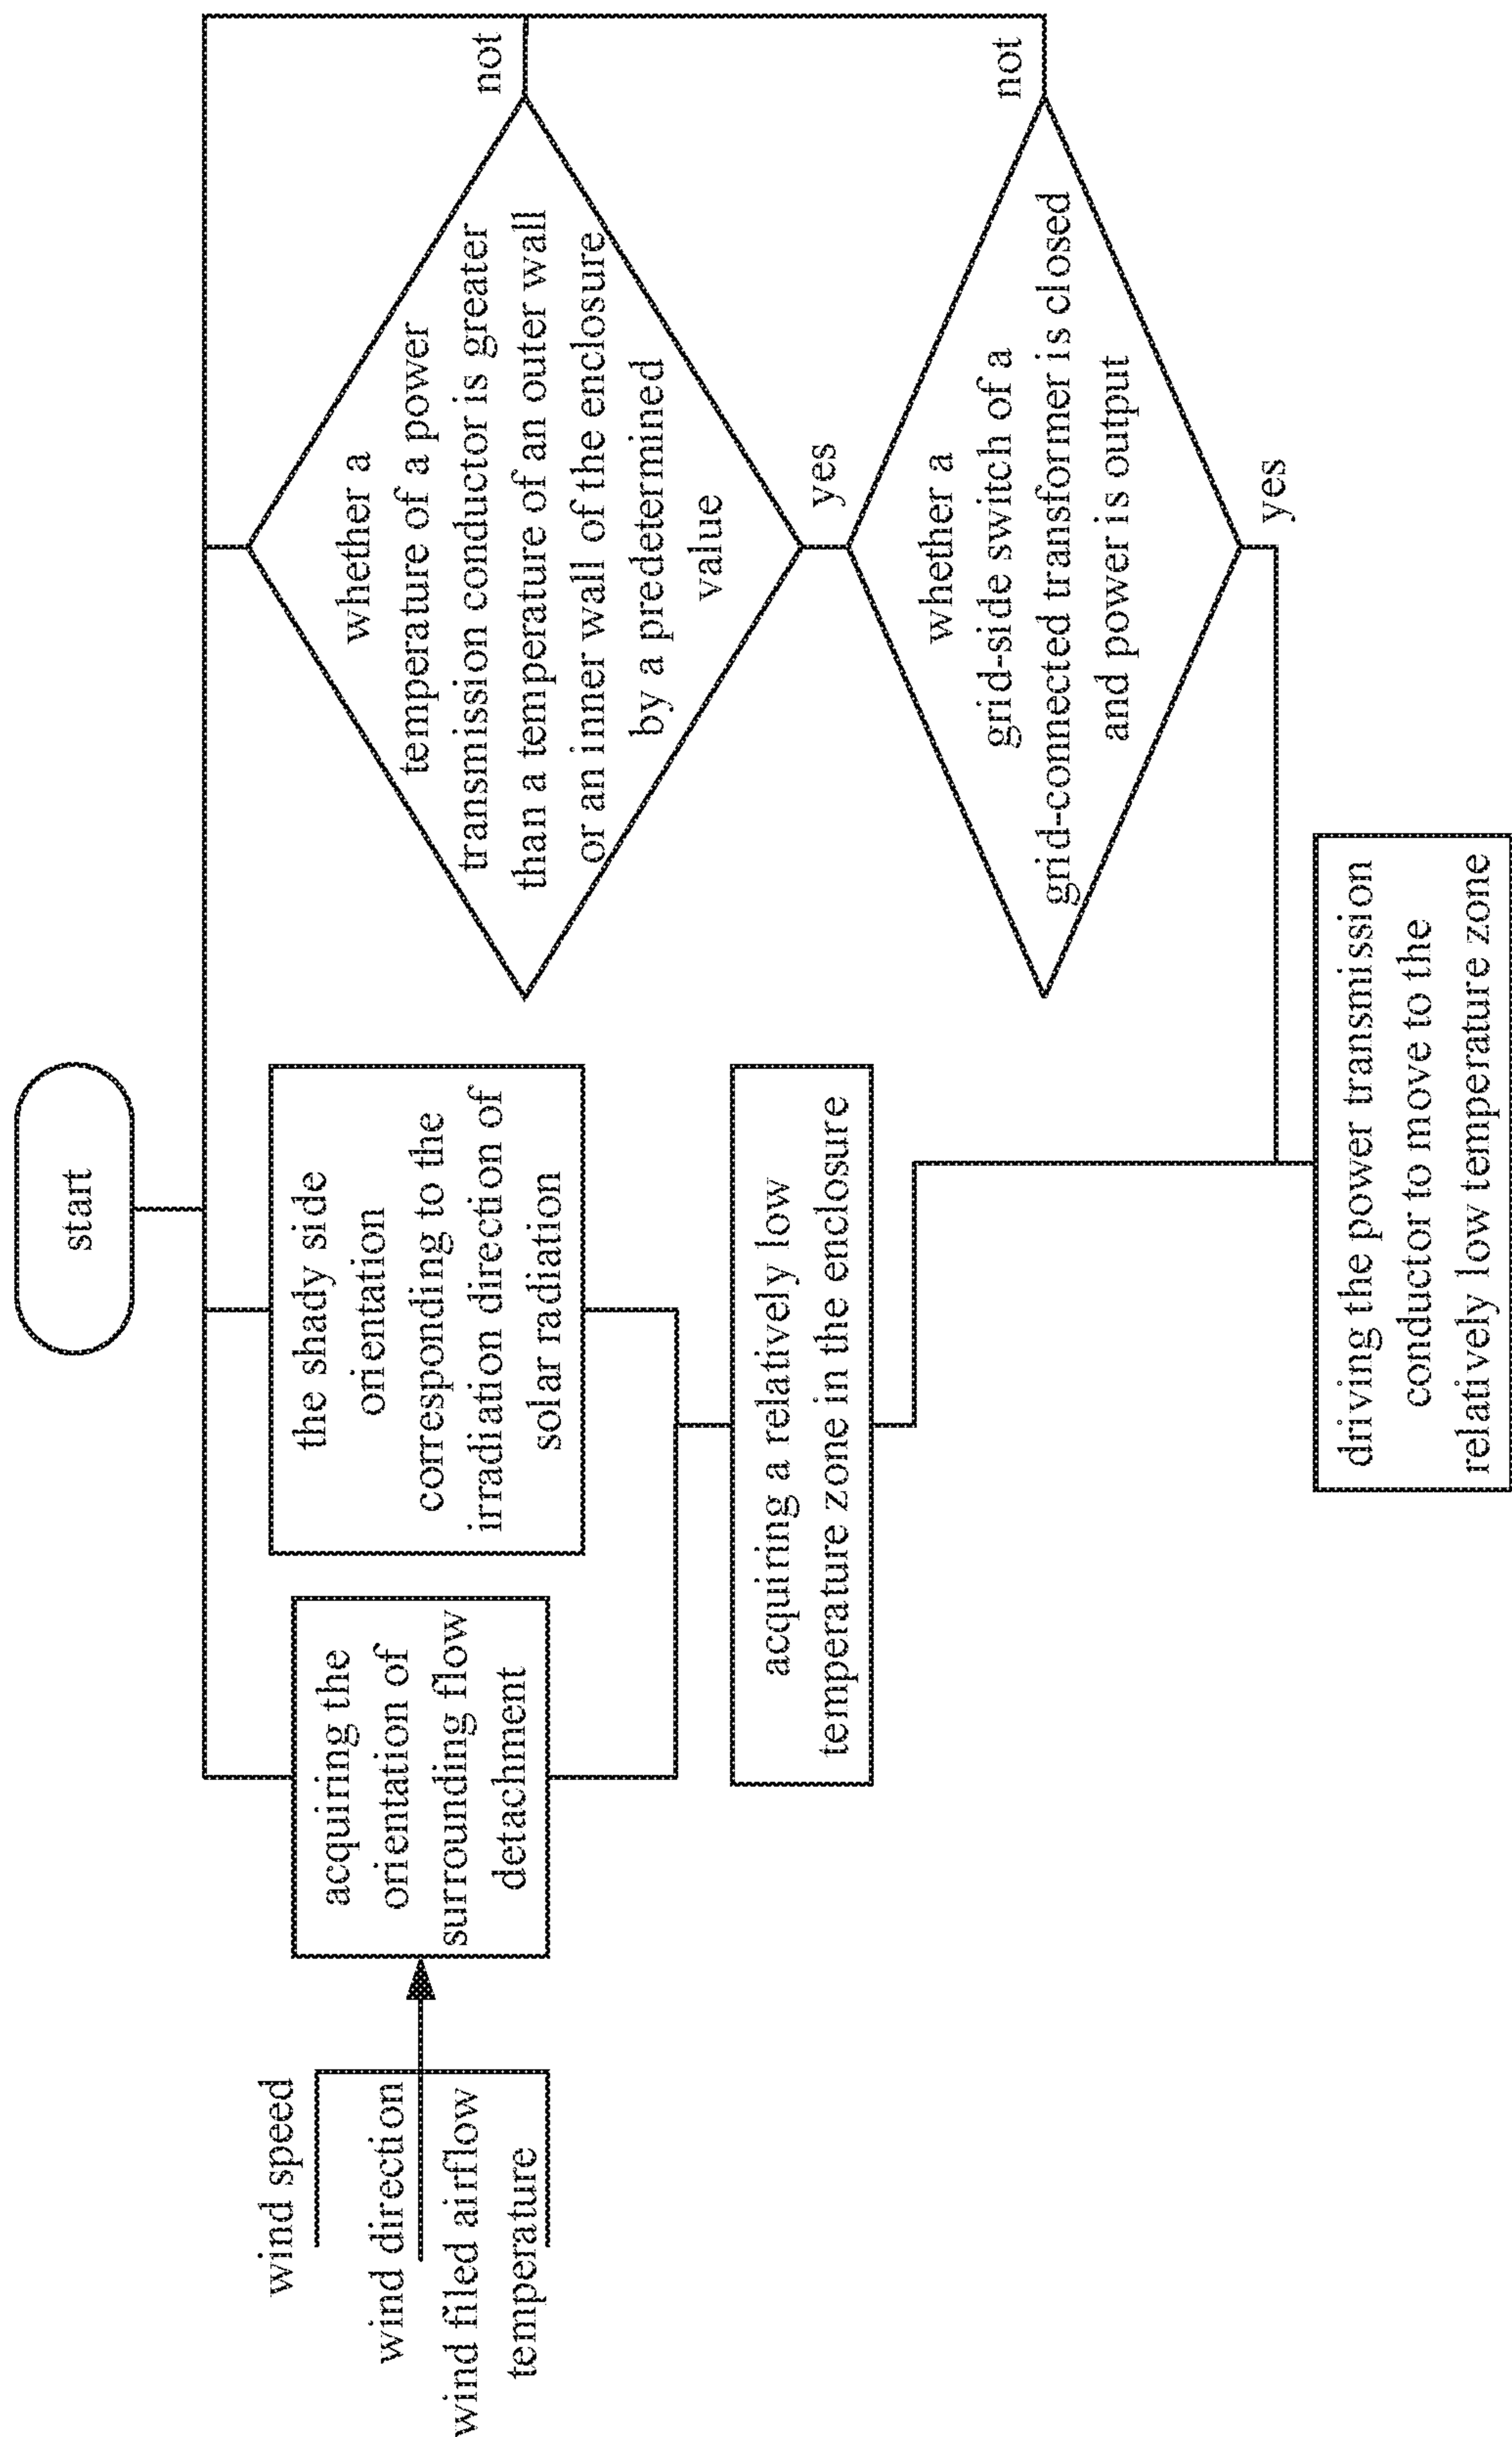 start
wind speed
wind direction
wind filed airflow
temperature
acquiring the
orientation of
surrounding flow
detachment
the shady side
orientation
corresponding to the
irradiation direction of
solar radiation
whether a
temperature of a power
transmission conductor is greater
than a temperature of an outer wall
or an inner wall of the enclosure
by a predetermined
value
not
yes
acquiring a relatively low
temperature zone in the enclosure
whether a
grid-side switch of a
grid-connected transformer is closed
and power is output
not
yes
driving the power transmission
conductor to move to the
relatively low temperature zone